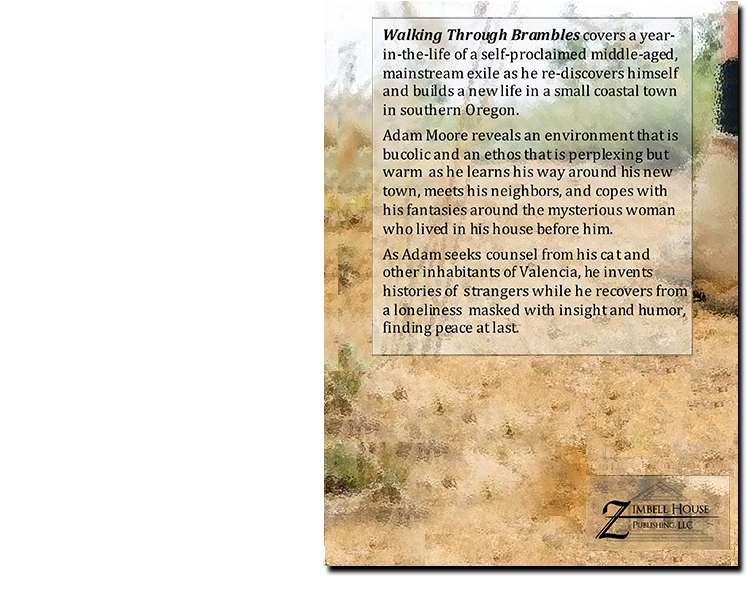 Walking Through Brambles covers a year-
in-the-life of a self-proclaimed middle-aged,
mainstream exile as he re-discovers himself
and builds a new life in a small coastal town
in southern Oregon.
Adam Moore reveals an environment that is
bucolic and an ethos that is perplexing but
warm as he learns his way around his new
town, meets his neighbors, and copes with
his fantasies around the mysterious woman
who lived in his house before him.
As Adam seeks counsel from his cat and
other inhabitants of Valencia, he invents
histories of strangers while he recovers from
a loneliness masked with insight and humor,
finding peace at last.
ZIMBELL HOUSE
PUBLISHING, LLC